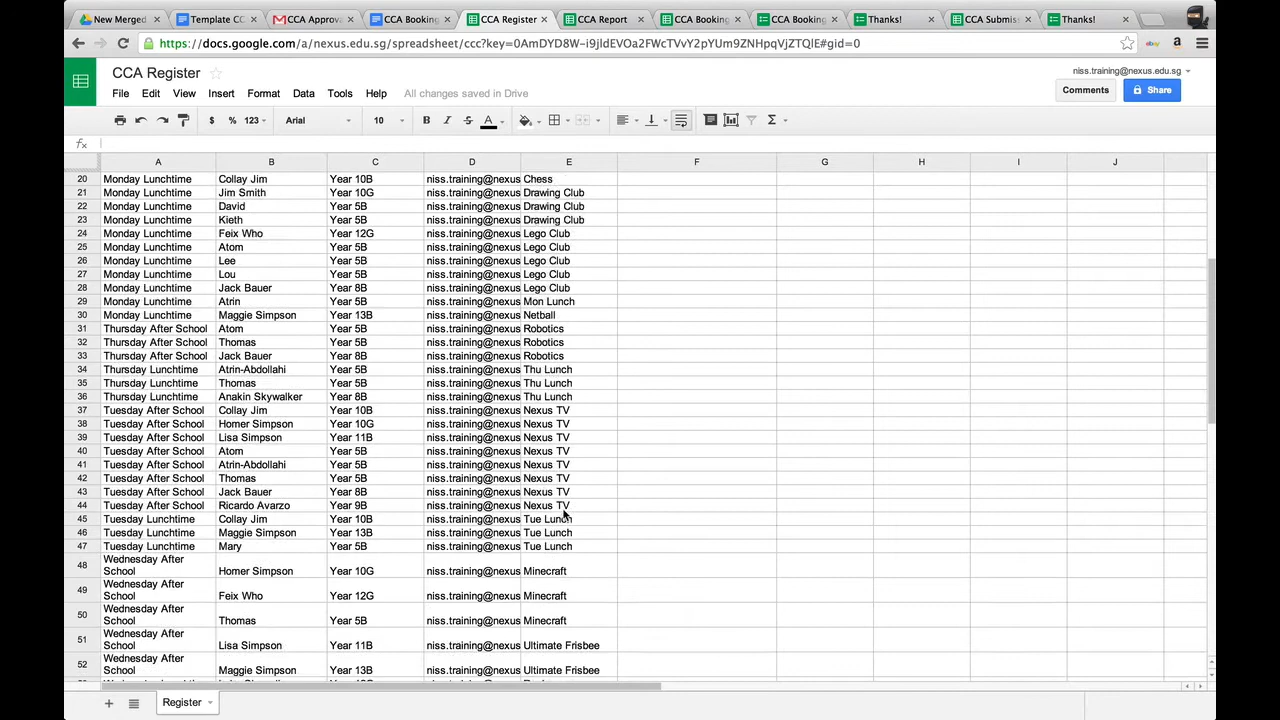 New Merged
Template CC
CCA Approva
CCA Booking
CCA Register
CCA Report
CCA Booking
CCA Booking
Thanks!
CCA Submiss
Thanks!
https://docs.google.com/a/nexus.edu.sg/spreadsheet/ccc?key=0AmDYD8W-i9jldEVOa2FWcTVvY2pYUm9ZNHpqVjZTQlE#gid=0
ebay
a
CCA Register
niss.training@nexus.edu.sg
File Edit View Insert Format Data Tools Help All changes saved in Drive
Comments
Share
$ % 123 Arial 10 B I S A Σ
fx
A B C D E F G H I J
20 Monday Lunchtime Collay Jim Year 10B niss.training@nexus Chess
21 Monday Lunchtime Jim Smith Year 10G niss.training@nexus Drawing Club
22 Monday Lunchtime David Year 5B niss.training@nexus Drawing Club
23 Monday Lunchtime Kieth Year 5B niss.training@nexus Drawing Club
24 Monday Lunchtime Feix Who Year 12G niss.training@nexus Lego Club
25 Monday Lunchtime Atom Year 5B niss.training@nexus Lego Club
26 Monday Lunchtime Lee Year 5B niss.training@nexus Lego Club
27 Monday Lunchtime Lou Year 5B niss.training@nexus Lego Club
28 Monday Lunchtime Jack Bauer Year 8B niss.training@nexus Lego Club
29 Monday Lunchtime Atrin Year 5B niss.training@nexus Mon Lunch
30 Monday Lunchtime Maggie Simpson Year 13B niss.training@nexus Netball
31 Thursday After School Atom Year 5B niss.training@nexus Robotics
32 Thursday After School Thomas Year 5B niss.training@nexus Robotics
33 Thursday After School Jack Bauer Year 8B niss.training@nexus Robotics
34 Thursday Lunchtime Atrin-Abdollahi Year 5B niss.training@nexus Thu Lunch
35 Thursday Lunchtime Thomas Year 5B niss.training@nexus Thu Lunch
36 Thursday Lunchtime Anakin Skywalker Year 8B niss.training@nexus Thu Lunch
37 Tuesday After School Collay Jim Year 10B niss.training@nexus Nexus TV
38 Tuesday After School Homer Simpson Year 10G niss.training@nexus Nexus TV
39 Tuesday After School Lisa Simpson Year 11B niss.training@nexus Nexus TV
40 Tuesday After School Atom Year 5B niss.training@nexus Nexus TV
41 Tuesday After School Atrin-Abdollahi Year 5B niss.training@nexus Nexus TV
42 Tuesday After School Thomas Year 5B niss.training@nexus Nexus TV
43 Tuesday After School Jack Bauer Year 8B niss.training@nexus Nexus TV
44 Tuesday After School Ricardo Avarzo Year 9B niss.training@nexus Nexus TV
45 Tuesday Lunchtime Collay Jim Year 10B niss.training@nexus Tue Lunch
46 Tuesday Lunchtime Maggie Simpson Year 13B niss.training@nexus Tue Lunch
47 Tuesday Lunchtime Mary Year 5B niss.training@nexus Tue Lunch
Wednesday After
48 School Homer Simpson Year 10G niss.training@nexus Minecraft
Wednesday After
49 School Feix Who Year 12G niss.training@nexus Minecraft
Wednesday After
50 School Thomas Year 5B niss.training@nexus Minecraft
Wednesday After
51 School Lisa Simpson Year 11B niss.training@nexus Ultimate Frisbee
Wednesday After
52 School Maggie Simpson Year 13B niss.training@nexus Ultimate Frisbee
Register